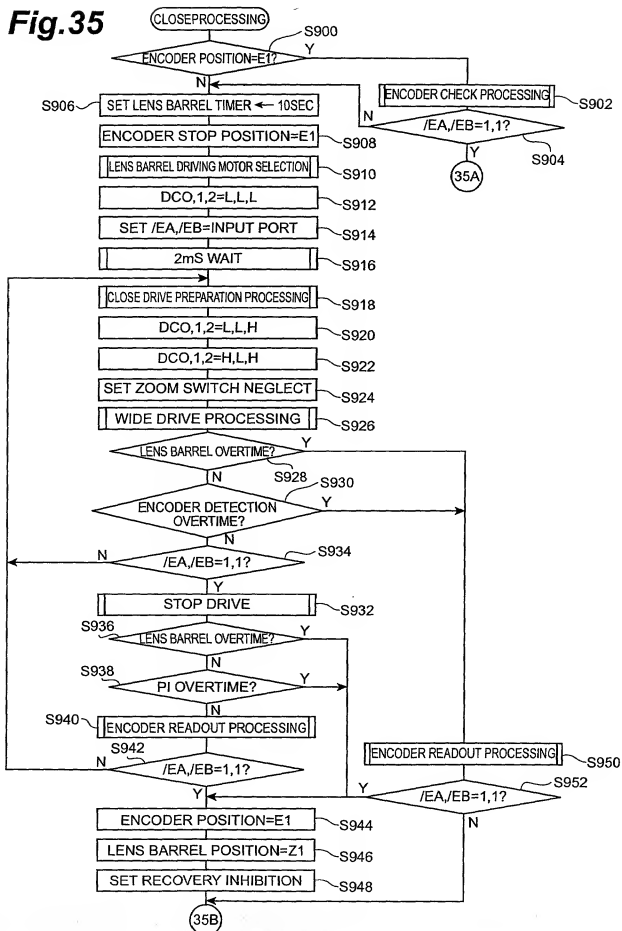 Fig.35
CLOSEPROCESSING
S900
ENCODER POSITION=E1?
Y
N
ENCODER CHECK PROCESSING
S902
S906
SET LENS BARREL TIMER ← 10SEC
N
/EA,/EB=1,1?
S904
Y
35A
ENCODER STOP POSITION=E1
S908
LENS BARREL DRIVING MOTOR SELECTION
S910
DCO,1,2=L,L,L
S912
SET /EA,/EB=INPUT PORT
S914
2mS WAIT
S916
CLOSE DRIVE PREPARATION PROCESSING
S918
DCO,1,2=L,L,H
S920
DCO,1,2=H,L,H
S922
SET ZOOM SWITCH NEGLECT
S924
WIDE DRIVE PROCESSING
S926
LENS BARREL OVERTIME?
Y
S928
N
S930
ENCODER DETECTION
OVERTIME?
Y
N
S934
N
/EA,/EB=1,1?
Y
STOP DRIVE
S932
S936
LENS BARREL OVERTIME?
Y
N
S938
PI OVERTIME?
Y
N
S940
ENCODER READOUT PROCESSING
S942
N
/EA,/EB=1,1?
Y
ENCODER READOUT PROCESSING
S950
S952
Y
/EA,/EB=1,1?
N
ENCODER POSITION=E1
S944
LENS BARREL POSITION=Z1
S946
SET RECOVERY INHIBITION
S948
35B